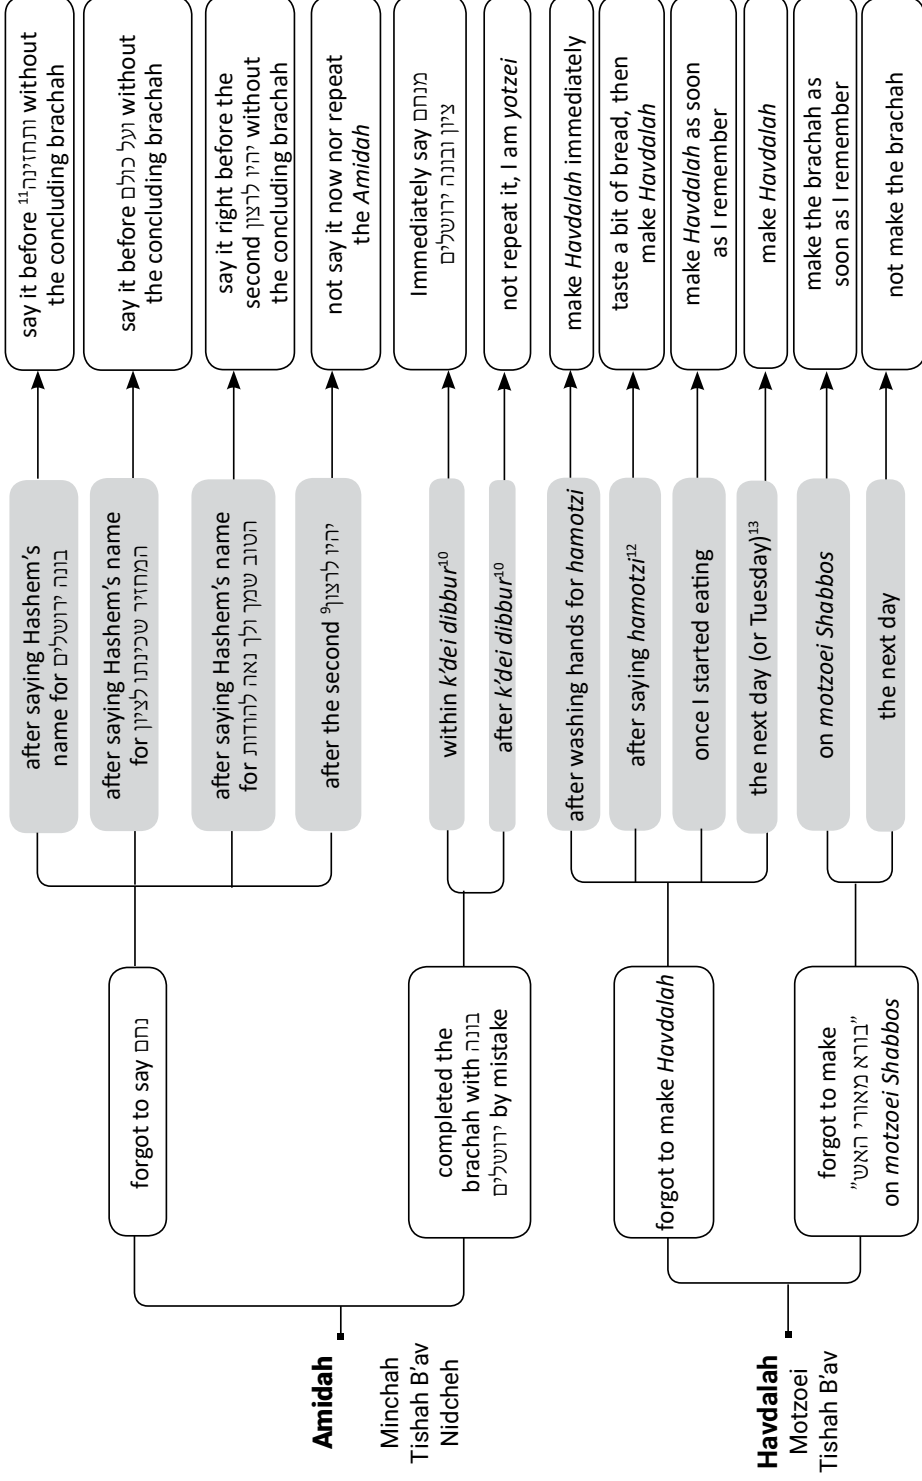 Amidah
Minchah
Tishah B'av
Nidcheh
forgot to say נחם
after saying Hashem's
name for בונה ירושלים
say it before ותחזינה¹¹ without
the concluding brachah
after saying Hashem's name
for המחזיר שכינתו לציון
say it before ועל כולם without
the concluding brachah
after saying Hashem's name
for הטוב שמך ולך נאה להודות
say it right before the
second יהיו לרצון without
the concluding brachah
after the second יהיו לרצון⁹
not say it now nor repeat
the Amidah
completed the
brachah with בונה
ירושלים by mistake
within k'dei dibbur¹⁰
Immediately say מנחם
ציון ובונה ירושלים
after k'dei dibbur¹⁰
not repeat it, I am yotzei
Havdalah
Motzoei
Tishah B'av
forgot to make Havdalah
after washing hands for hamotzi
make Havdalah immediately
after saying hamotzi¹²
taste a bit of bread, then
make Havdalah
once I started eating
make Havdalah as soon
as I remember
the next day (or Tuesday)¹³
make Havdalah
forgot to make
"בורא מאורי האש"
on motzoei Shabbos
on motzoei Shabbos
make the brachah as
soon as I remember
the next day
not make the brachah